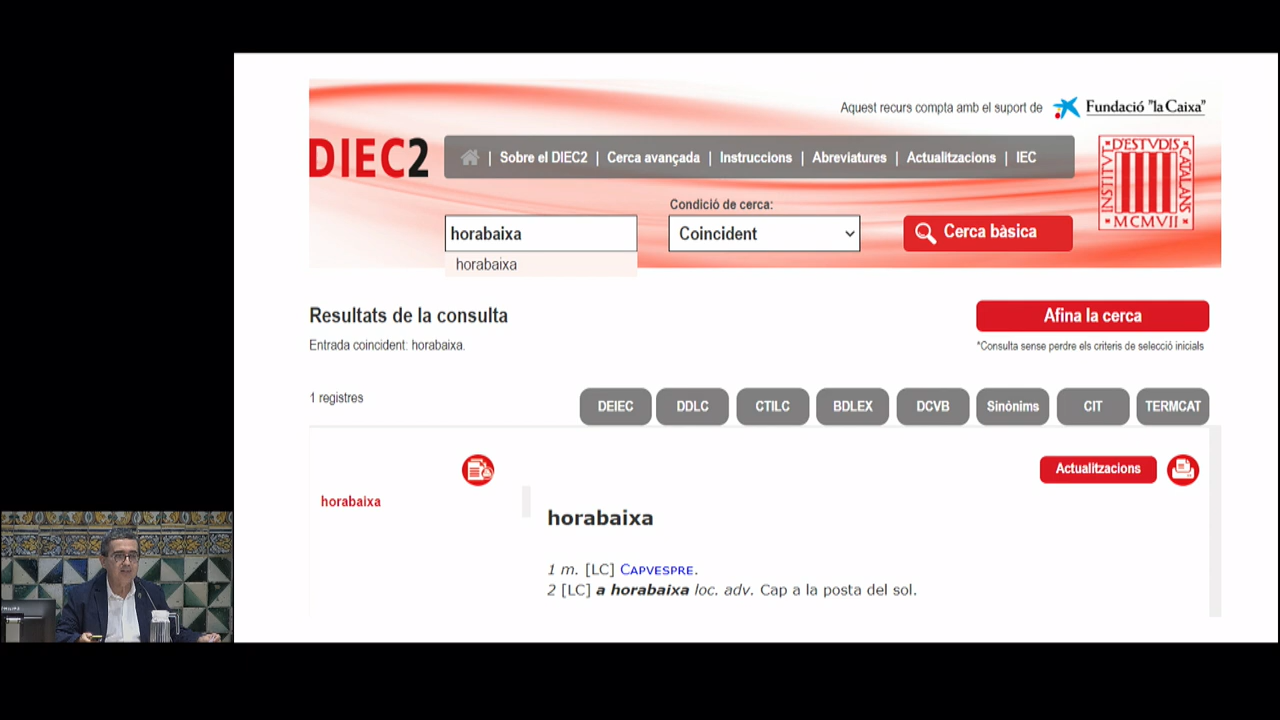 Aquest recurs compta amb el suport de Fundació "la Caixa"
DIEC2
Sobre el DIEC2 | Cerca avançada | Instruccions | Abreviatures | Actualitzacions | IEC
INSTITVT D'ESTVDIS CATALANS
MCMVII
Condició de cerca:
horabaixa
Coincident
Cerca bàsica
horabaixa
Resultats de la consulta
Afina la cerca
Entrada coincident: horabaixa.
*Consulta sense perdre els criteris de selecció inicials
1 registres
DEIEC DDLC CTILC BDLEX DCVB Sinònims CIT TERMCAT
Actualitzacions
horabaixa
horabaixa
1 m. [LC] CAPVESPRE.
2 [LC] a horabaixa loc. adv. Cap a la posta del sol.